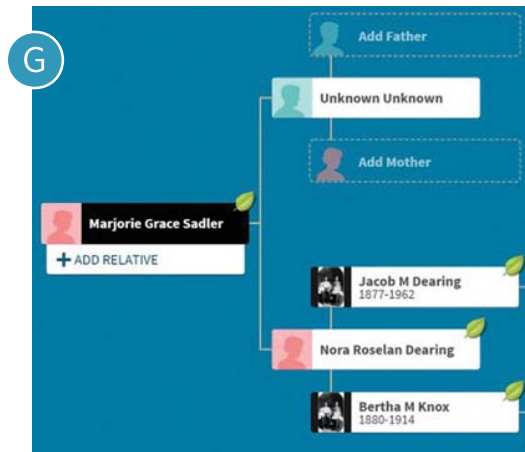 G
Add Father
Unknown Unknown
Add Mother
Marjorie Grace Sadler
+ ADD RELATIVE
Jacob M Dearing
1877-1962
Nora Roselan Dearing
Bertha M Knox
1880-1914